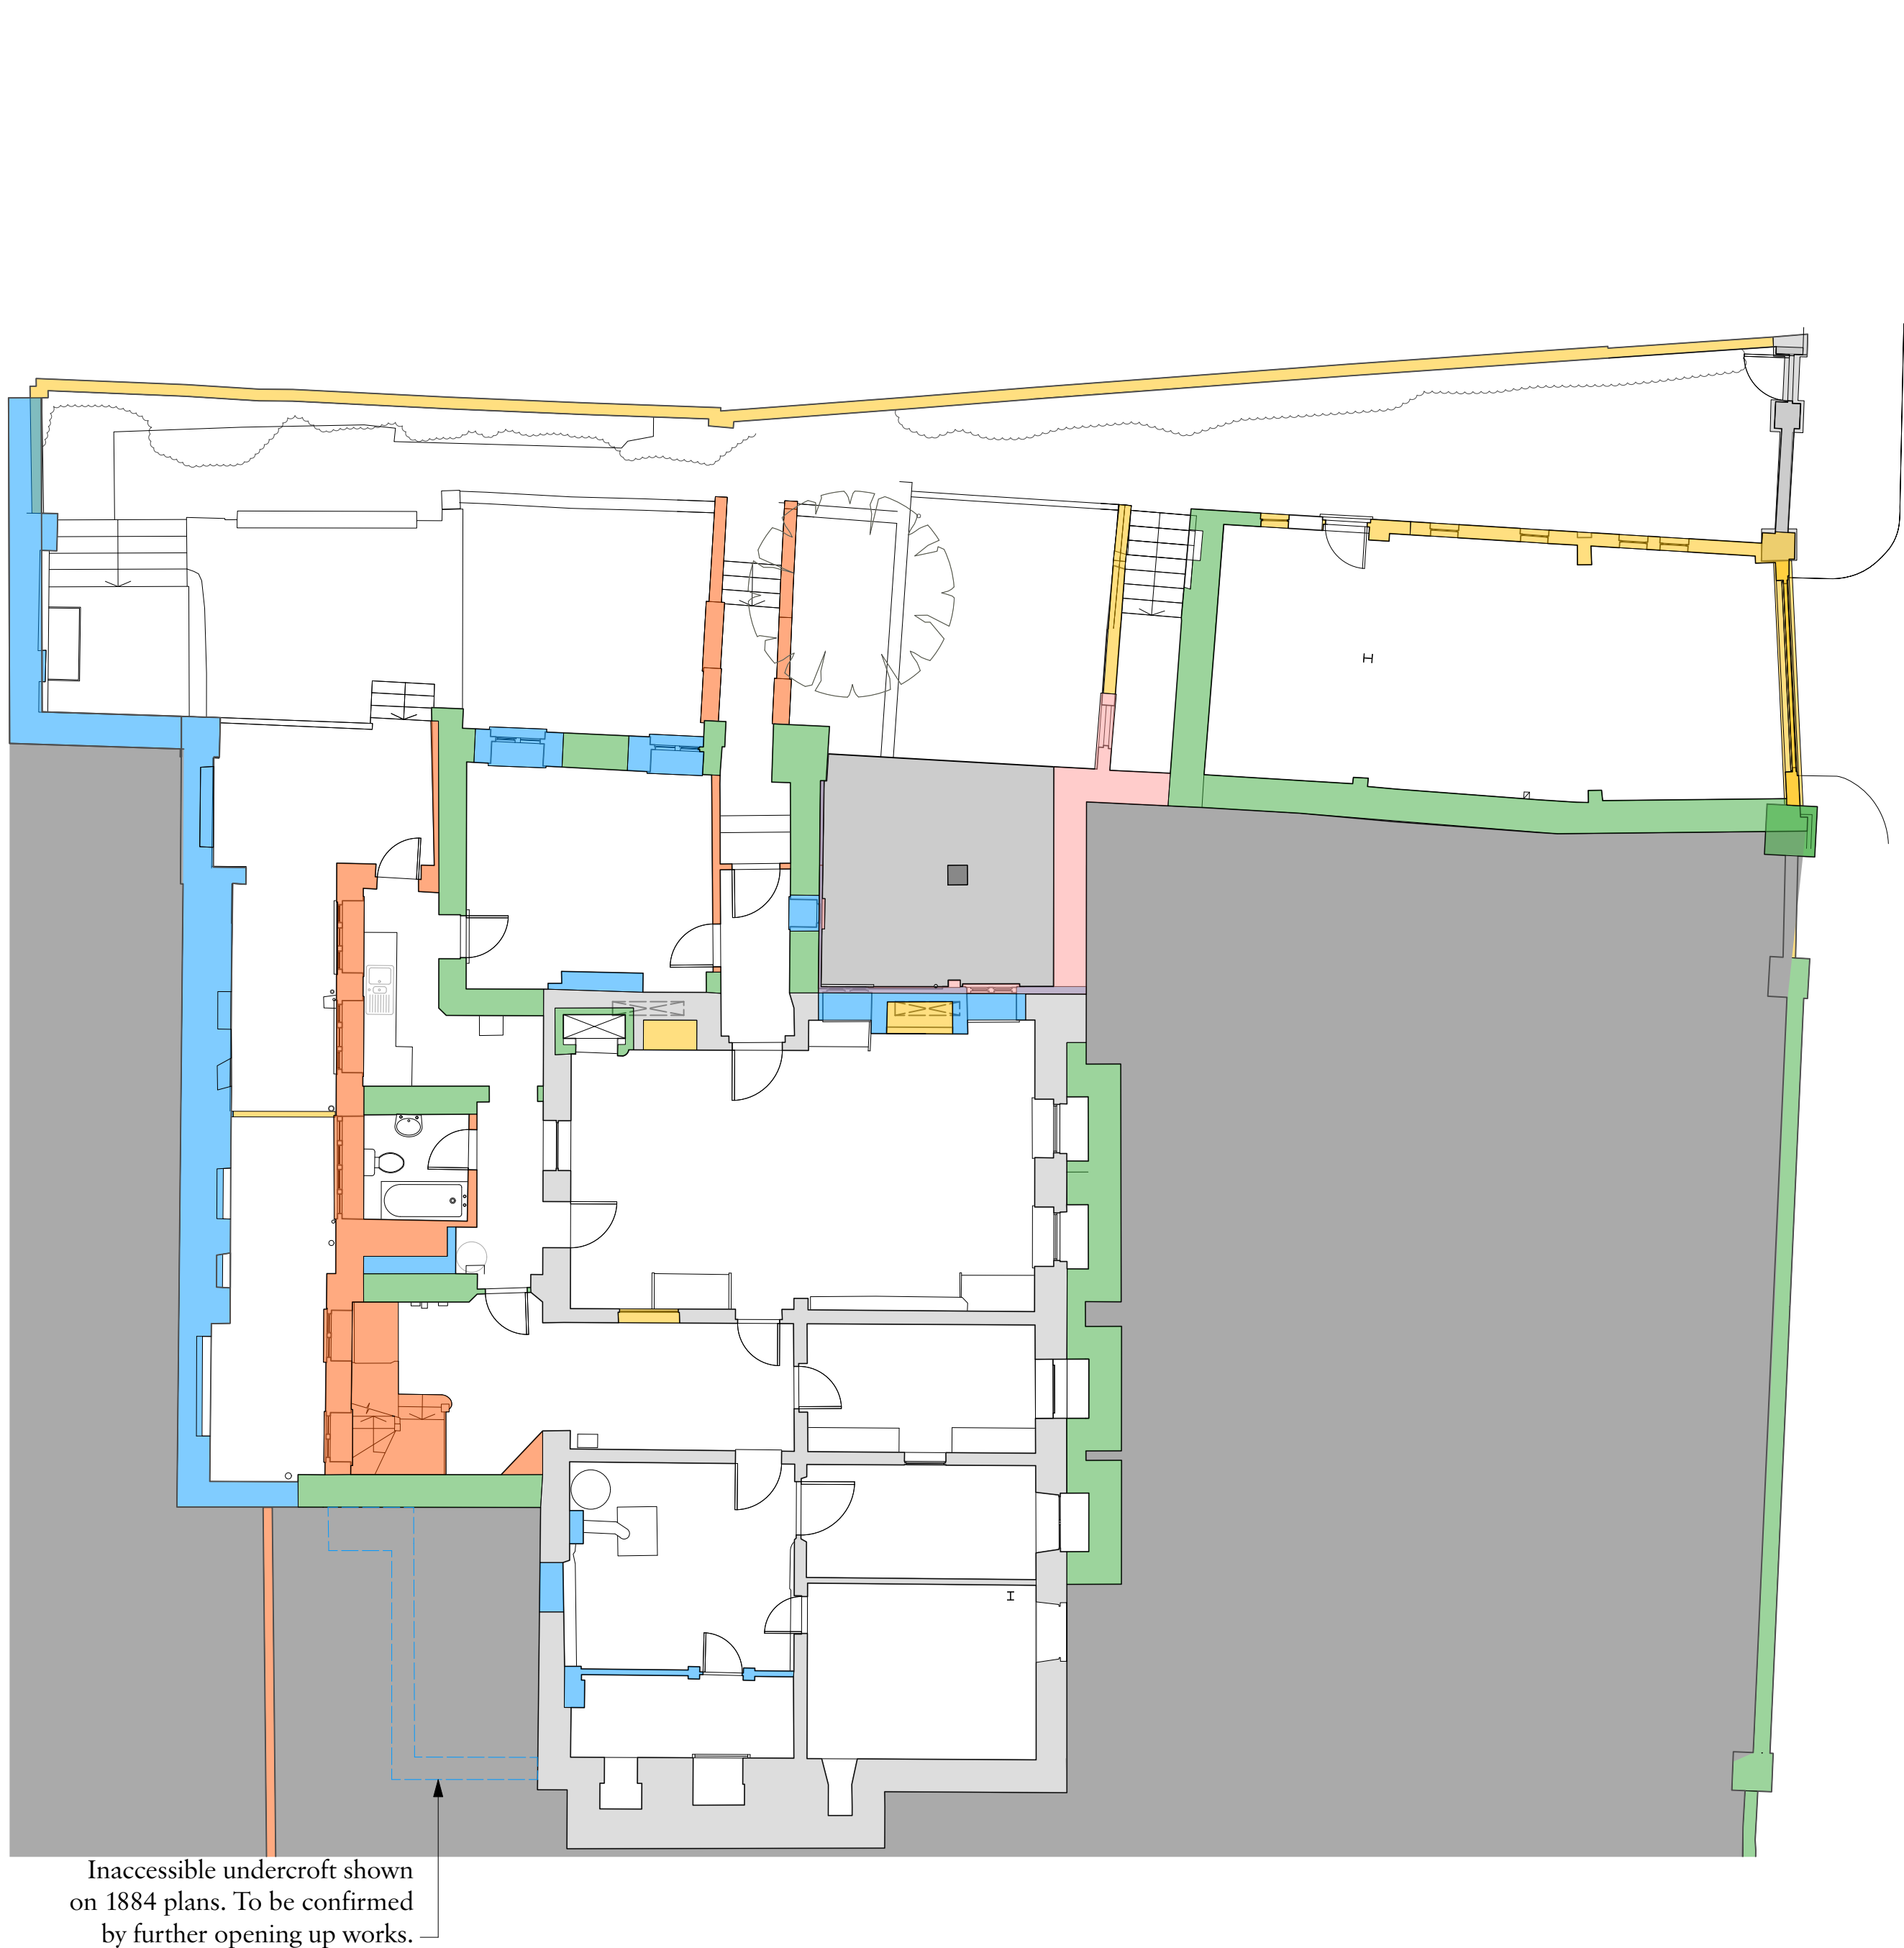 Inaccessible undercroft shown
on 1884 plans. To be confirmed
by further opening up works.